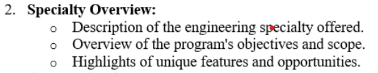 2. Specialty Overview:
o Description of the engineering specialty offered.
o Overview of the program's objectives and scope.
o Highlights of unique features and opportunities.